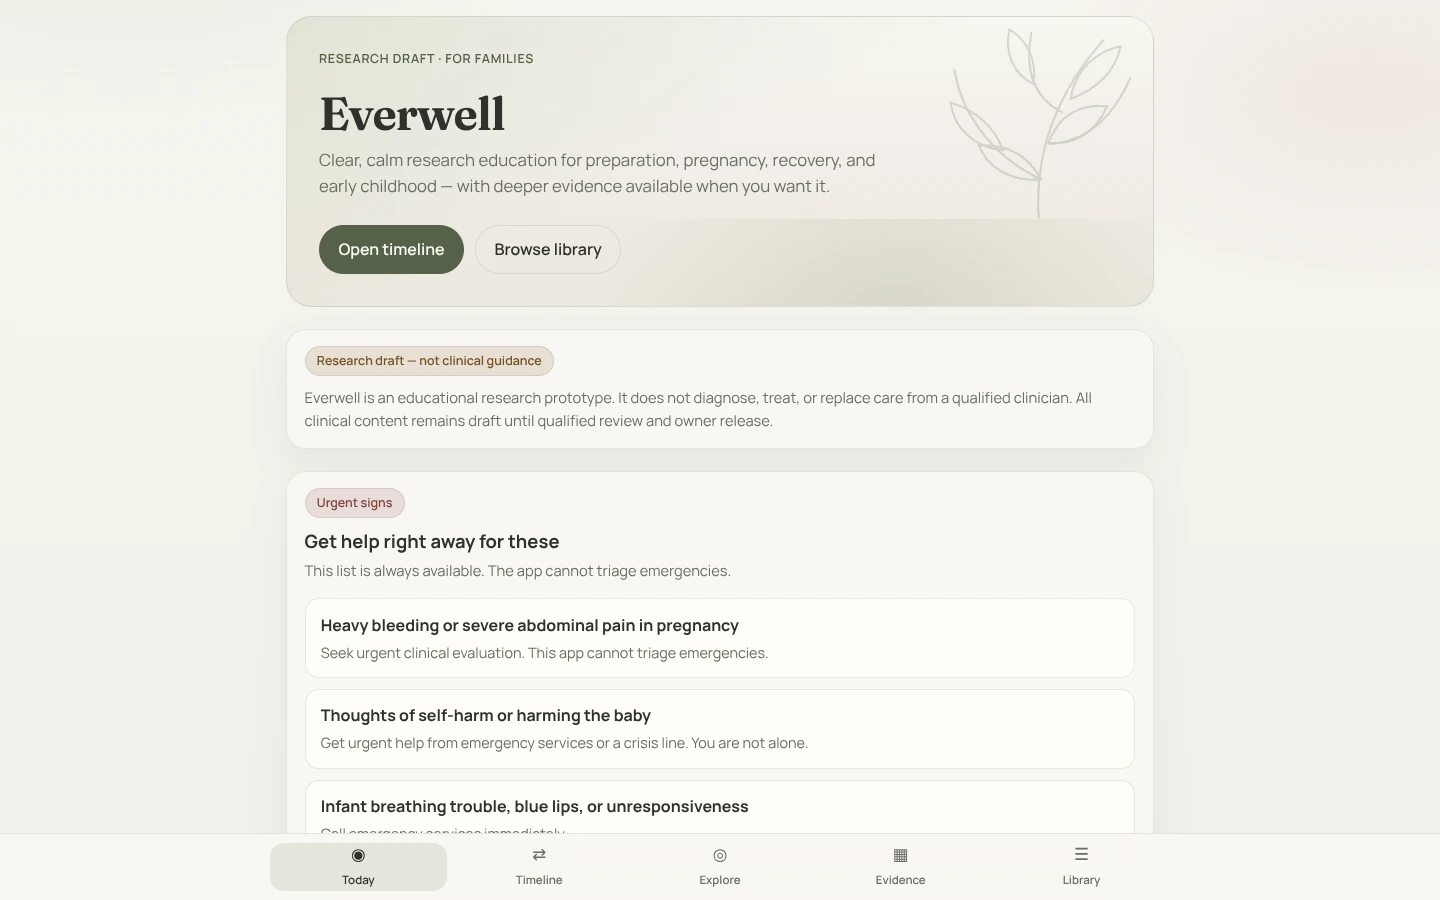 RESEARCH DRAFT · FOR FAMILIES
Everwell
Clear, calm research education for preparation, pregnancy, recovery, and
early childhood — with deeper evidence available when you want it.
Open timeline
Browse library
Research draft — not clinical guidance
Everwell is an educational research prototype. It does not diagnose, treat, or replace care from a qualified clinician. All
clinical content remains draft until qualified review and owner release.
Urgent signs
Get help right away for these
This list is always available. The app cannot triage emergencies.
Heavy bleeding or severe abdominal pain in pregnancy
Seek urgent clinical evaluation. This app cannot triage emergencies.
Thoughts of self-harm or harming the baby
Get urgent help from emergency services or a crisis line. You are not alone.
Infant breathing trouble, blue lips, or unresponsiveness
Call emergency services immediately.
Today
Timeline
Explore
Evidence
Library